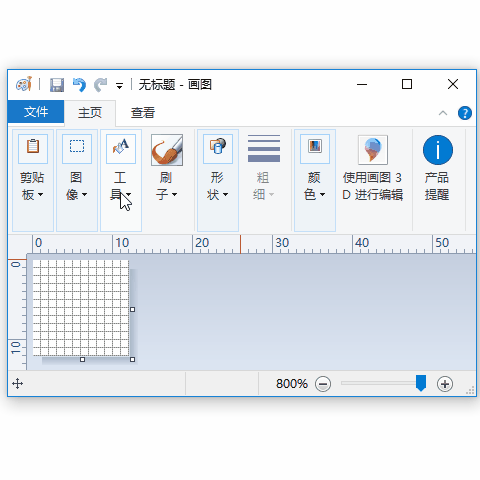 无标题 - 画图
文件 主页 查看
剪贴板 图像 工具 刷子 形状 粗细 颜色 使用画图 3D 进行编辑 产品提醒
0 10 20 30 40 50
0
10
800%